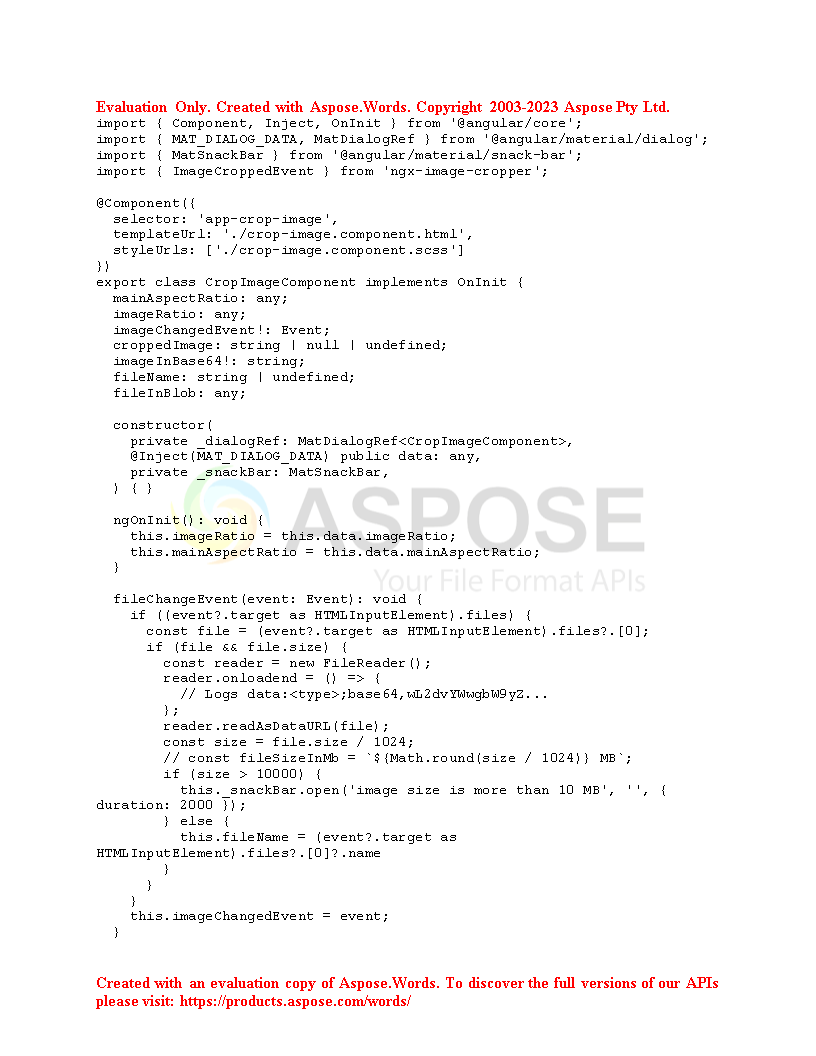 Evaluation Only. Created with Aspose.Words. Copyright 2003-2023 Aspose Pty Ltd.
import { Component, Inject, OnInit } from '@angular/core';
import { MAT_DIALOG_DATA, MatDialogRef } from '@angular/material/dialog';
import { MatSnackBar } from '@angular/material/snack-bar';
import { ImageCroppedEvent } from 'ngx-image-cropper';

@Component({
  selector: 'app-crop-image',
  templateUrl: './crop-image.component.html',
  styleUrls: ['./crop-image.component.scss']
})
export class CropImageComponent implements OnInit {
  mainAspectRatio: any;
  imageRatio: any;
  imageChangedEvent!: Event;
  croppedImage: string | null | undefined;
  imageInBase64!: string;
  fileName: string | undefined;
  fileInBlob: any;

  constructor(
    private _dialogRef: MatDialogRef<CropImageComponent>,
    @Inject(MAT_DIALOG_DATA) public data: any,
    private _snackBar: MatSnackBar,
  ) { }

  ngOnInit(): void {
    this.imageRatio = this.data.imageRatio;
    this.mainAspectRatio = this.data.mainAspectRatio;
  }

  fileChangeEvent(event: Event): void {
    if ((event?.target as HTMLInputElement).files) {
      const file = (event?.target as HTMLInputElement).files?.[0];
      if (file && file.size) {
        const reader = new FileReader();
        reader.onloadend = () => {
          // Logs data:<type>;base64,wL2dvYWwgbW9yZ...
        };
        reader.readAsDataURL(file);
        const size = file.size / 1024;
        // const fileSizeInMb = `${Math.round(size / 1024)} MB`;
        if (size > 10000) {
          this._snackBar.open('image size is more than 10 MB', '', {
duration: 2000 });
        } else {
          this.fileName = (event?.target as
HTMLInputElement).files?.[0]?.name
        }
      }
    }
    this.imageChangedEvent = event;
  }
ASPOSE
Your File Format APIs
Created with an evaluation copy of Aspose.Words. To discover the full versions of our APIs
please visit: https://products.aspose.com/words/